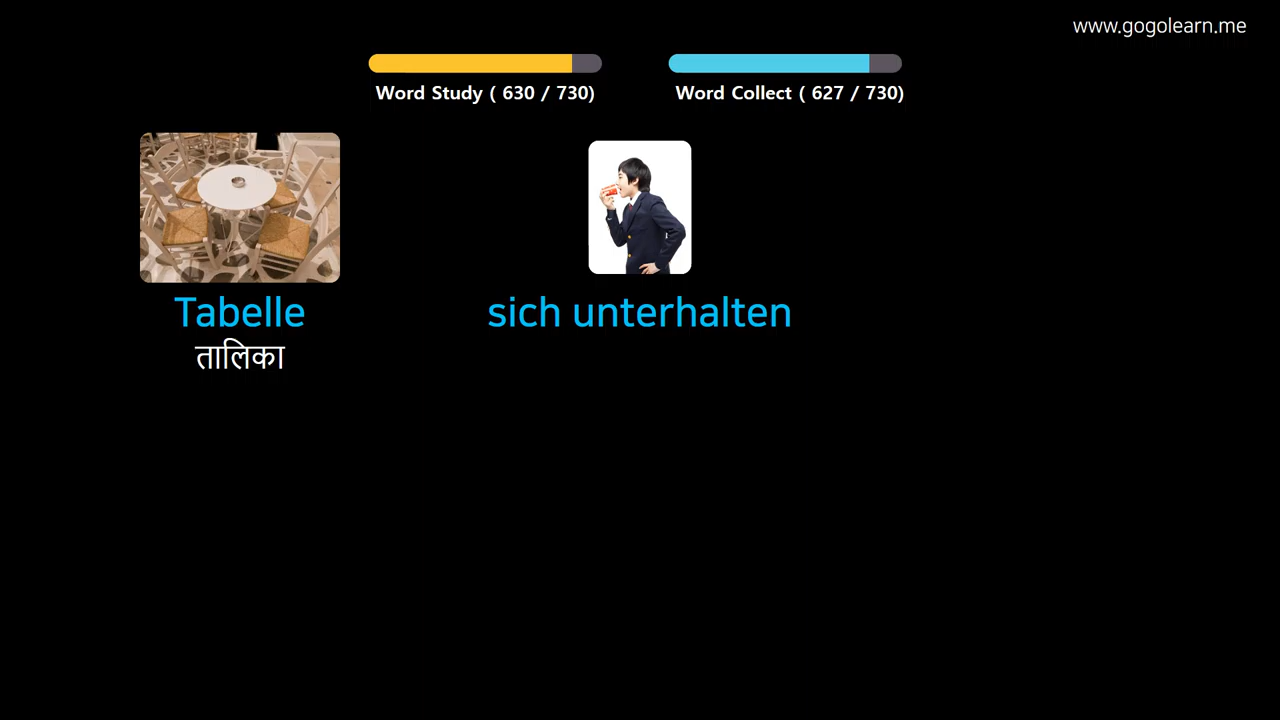 www.gogolearn.me
Word Study ( 630 / 730)
Word Collect ( 627 / 730)
Tabelle
तालिका
sich unterhalten